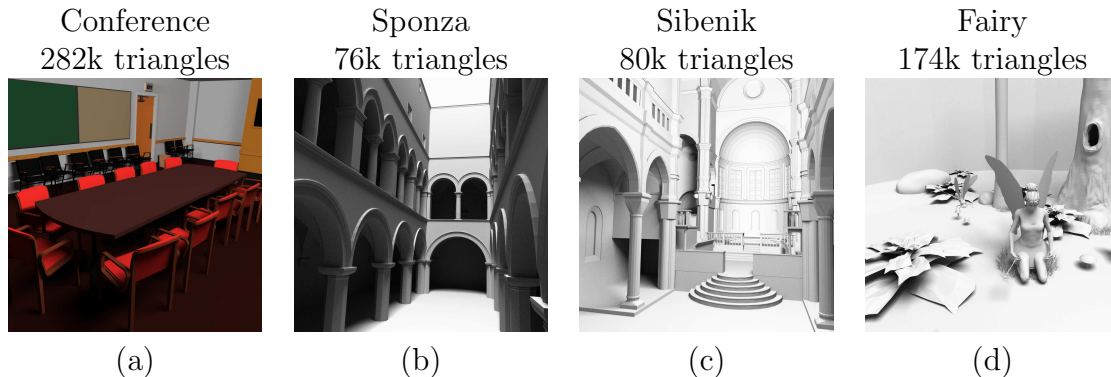 Conference
282k triangles
Sponza
76k triangles
Sibenik
80k triangles
Fairy
174k triangles
(a)
(b)
(c)
(d)